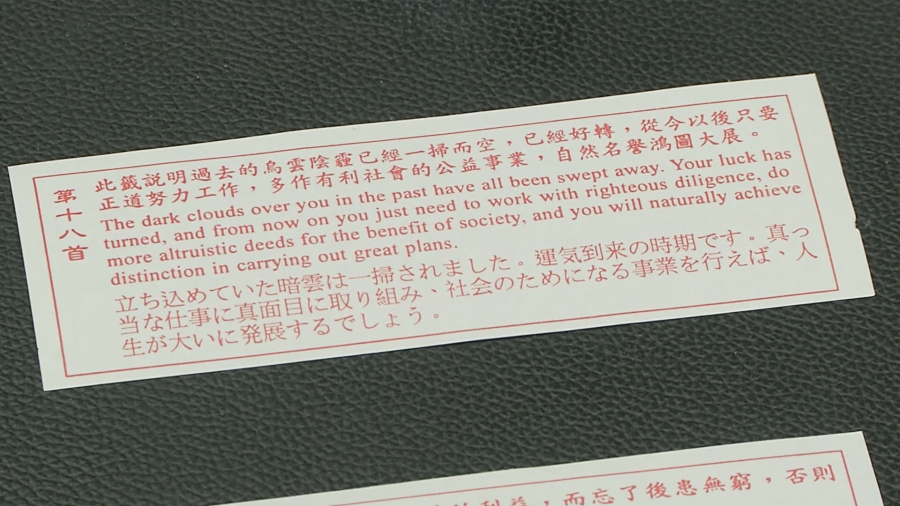 第十八首
此籤説明過去的烏雲陰霾已經一掃而空，已經好轉，從今以後只要
正道努力工作，多作有利社會的公益事業，自然名譽鴻圖大展。
The dark clouds over you in the past have all been swept away. Your luck has
turned, and from now on you just need to work with righteous diligence, do
more altruistic deeds for the benefit of society, and you will naturally achieve
distinction in carrying out great plans.
立ち込めていた暗雲は一掃されました。運気到来の時期です。真っ
当な仕事に真面目に取り組み、社会のためになる事業を行えば、人
生が大いに発展するでしょう。
利益，而忘了後患無窮，否則